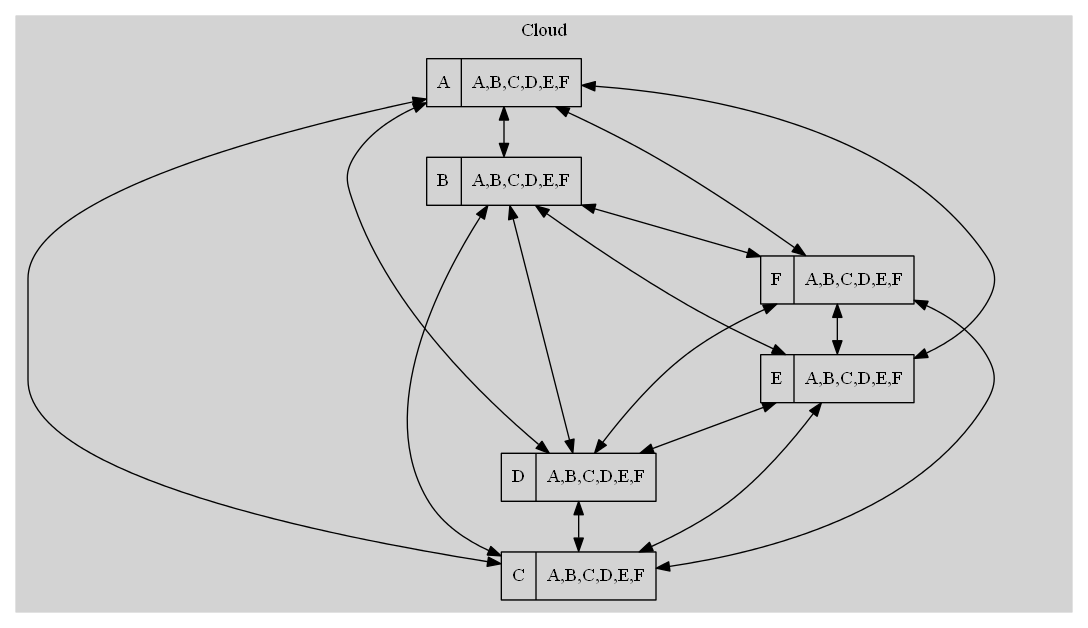 Cloud
A A,B,C,D,E,F
B A,B,C,D,E,F
F A,B,C,D,E,F
E A,B,C,D,E,F
D A,B,C,D,E,F
C A,B,C,D,E,F